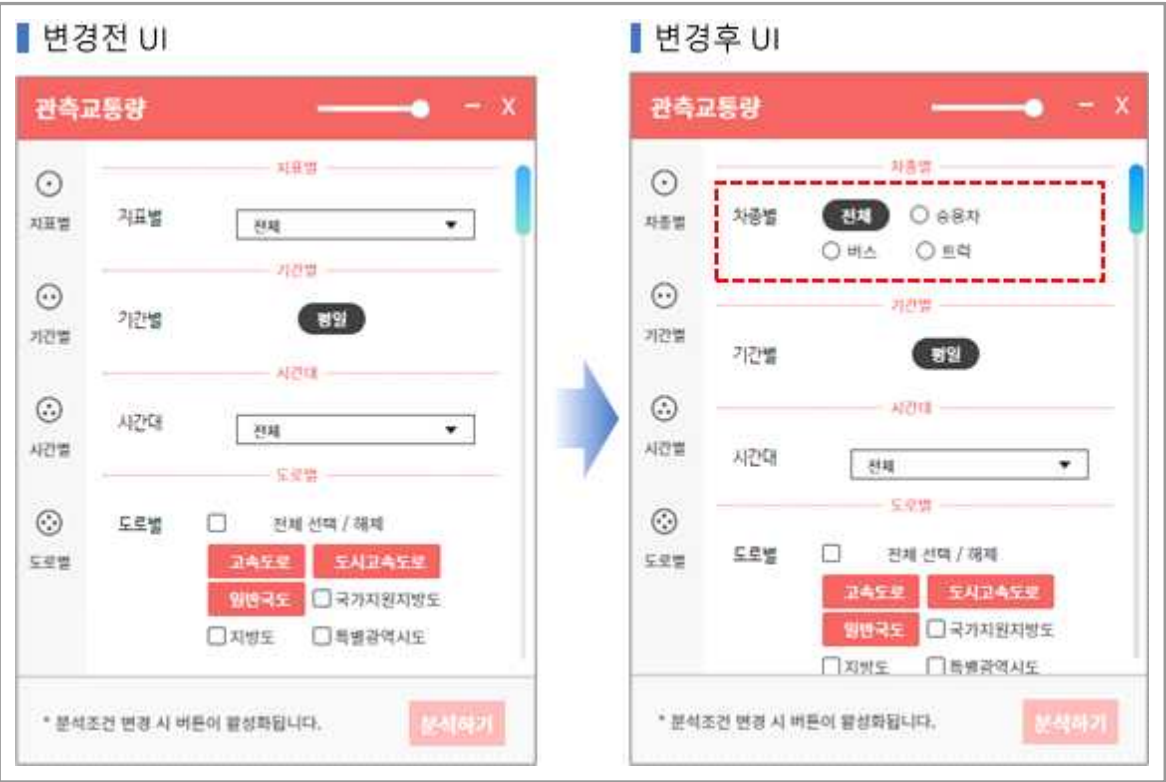 변경전 UI
관측교통량
지표별
지표별
지표별
전체
기간별
기간별
기간별
평일
시간대
시간별
시간대
전체
도로별
도로별
도로별
전체 선택 / 해제
고속도로 도시고속도로
일반국도 국가지원지방도
지방도 특별광역시도
* 분석조건 변경 시 버튼이 활성화됩니다.
분석하기
변경후 UI
관측교통량
차종별
차종별
차종별
전체 승용차
버스 트럭
기간별
기간별
기간별
평일
시간대
시간별
시간대
전체
도로별
도로별
도로별
전체 선택 / 해제
고속도로 도시고속도로
일반국도 국가지원지방도
지방도 특별광역시도
* 분석조건 변경 시 버튼이 활성화됩니다.
분석하기